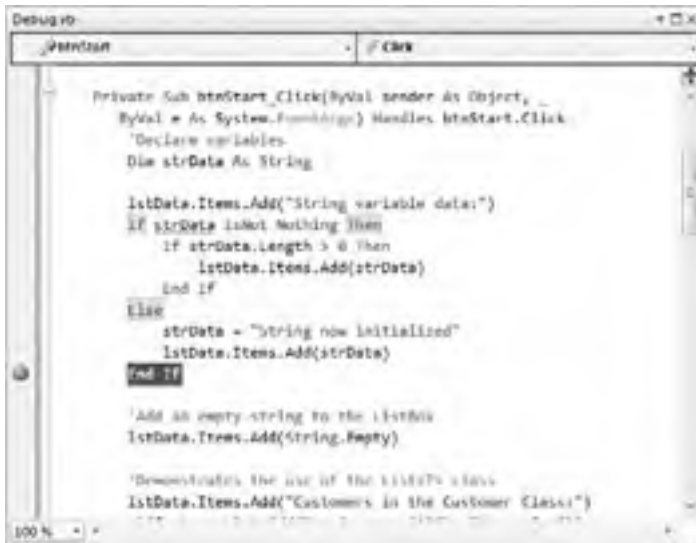 Debug.vb
btnStart
Click
Private Sub btnStart_Click(ByVal sender As Object, _
ByVal e As System.EventArgs) Handles btnStart.Click
'Declare variables
Dim strData As String
lstData.Items.Add("String variable data:")
If strData IsNot Nothing Then
If strData.Length > 0 Then
lstData.Items.Add(strData)
End If
Else
strData = "String now initialized"
lstData.Items.Add(strData)
End If
'Add an empty string to the ListBox
lstData.Items.Add(String.Empty)
'Demonstrates the use of the List(Of T) class
lstData.Items.Add("Customers in the Customer Class:")
100 %